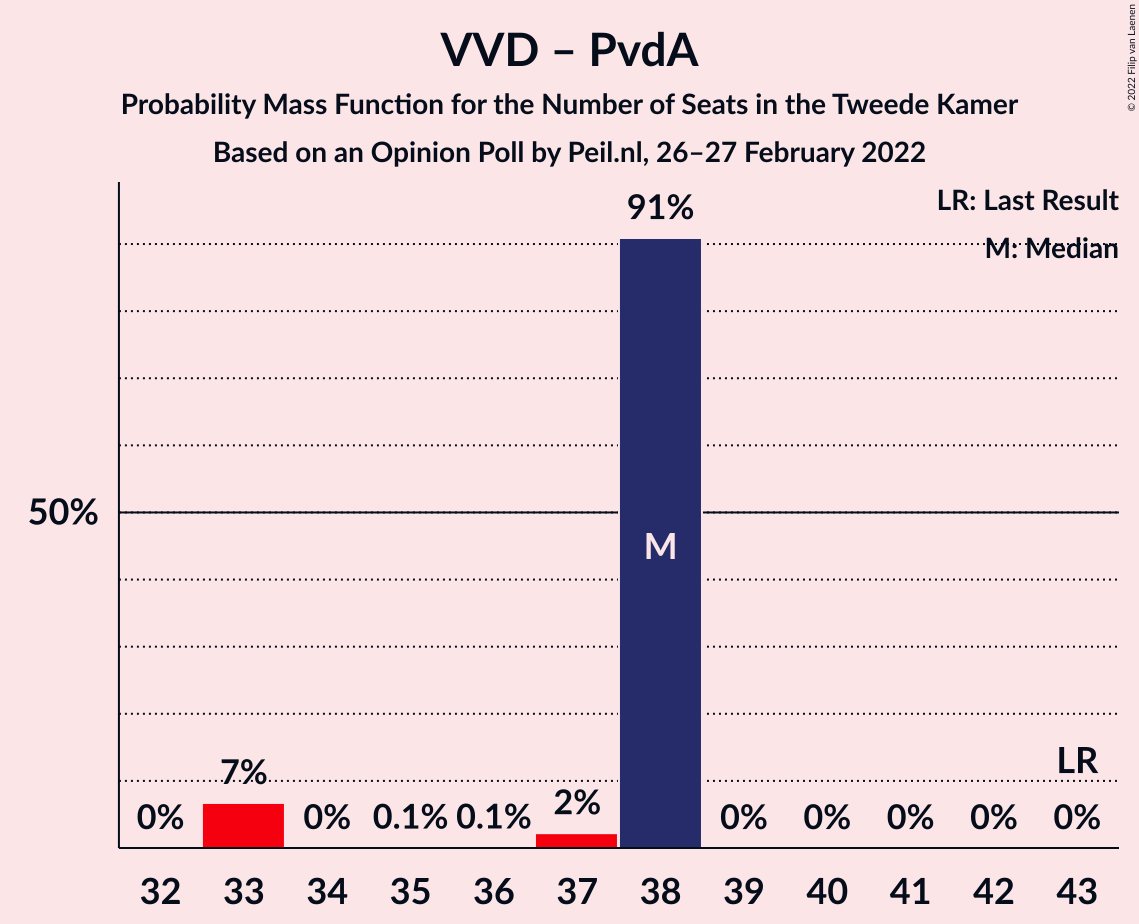 VVD – PvdA
Probability Mass Function for the Number of Seats in the Tweede Kamer
Based on an Opinion Poll by Peil.nl, 26–27 February 2022
© 2022 Filip van Laenen
LR: Last Result
M: Median
91%
50%
M
LR
7%
2%
0% 0% 0.1% 0.1% 0% 0% 0% 0% 0%
32 33 34 35 36 37 38 39 40 41 42 43